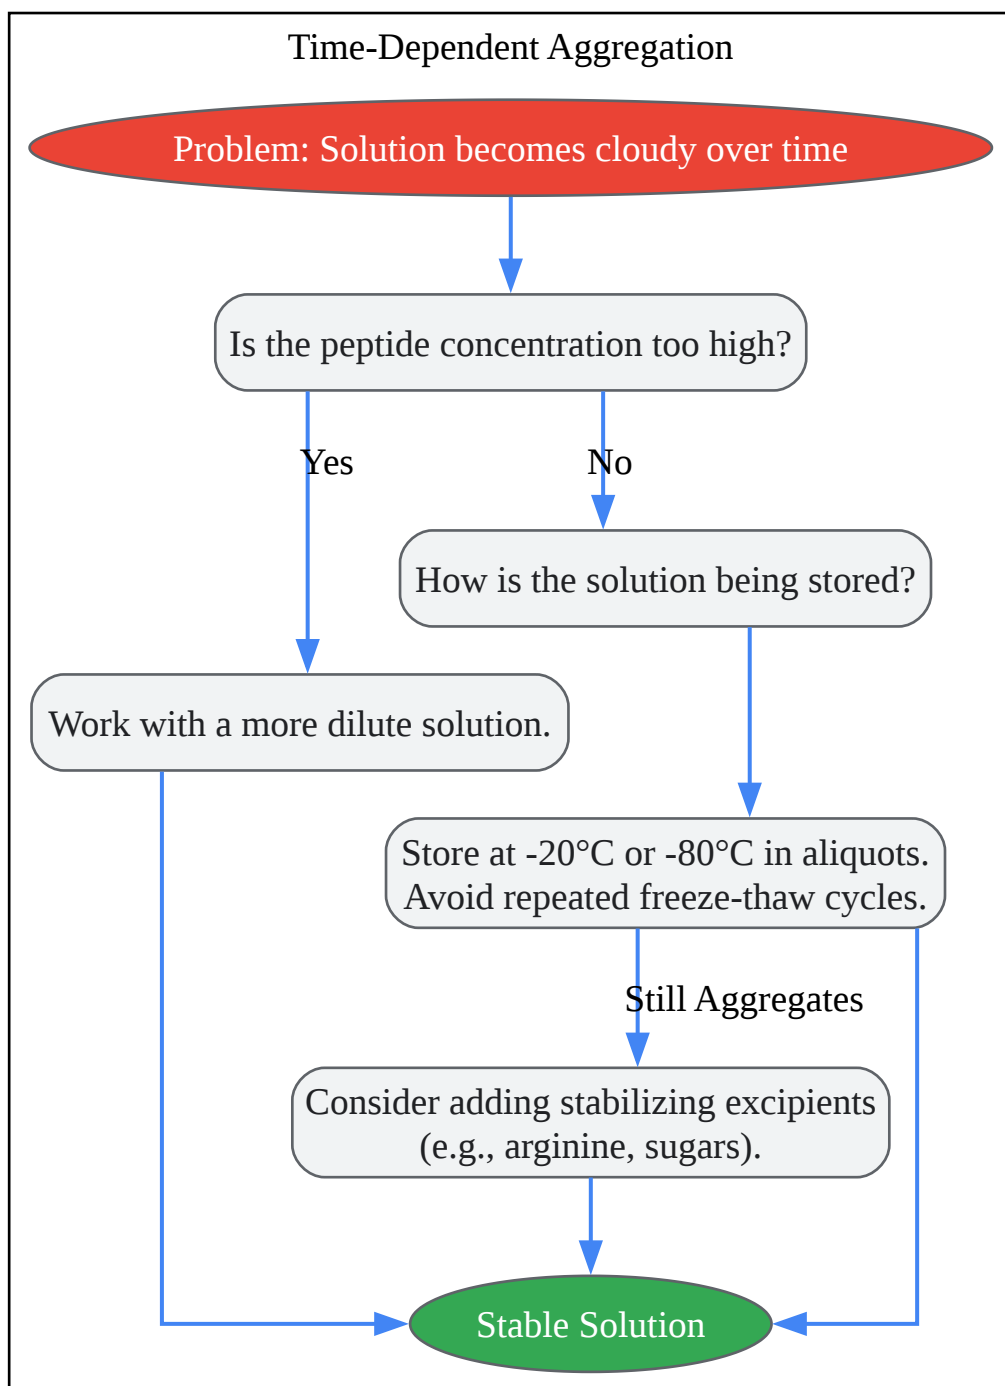 Time-Dependent Aggregation
Problem: Solution becomes cloudy over time
Is the peptide concentration too high?
Yes
No
How is the solution being stored?
Work with a more dilute solution.
Store at -20°C or -80°C in aliquots.
Avoid repeated freeze-thaw cycles.
Still Aggregates
Consider adding stabilizing excipients
(e.g., arginine, sugars).
Stable Solution